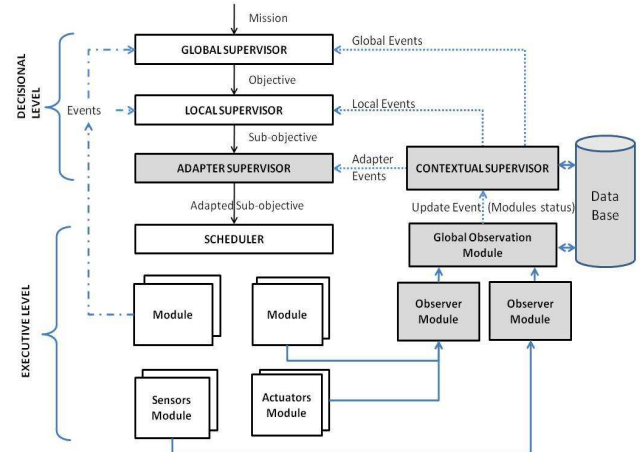 Mission
GLOBAL SUPERVISOR
Global Events
Objective
DECISIONAL
LEVEL
Events
LOCAL SUPERVISOR
Local Events
Sub-objective
ADAPTER SUPERVISOR
Adapter
Events
CONTEXTUAL SUPERVISOR
Data
Base
Adapted Sub-objective
Update Event (Modules status)
SCHEDULER
Global Observation
Module
EXECUTIVE LEVEL
Module
Module
Observer
Module
Observer
Module
Sensors
Module
Actuators
Module